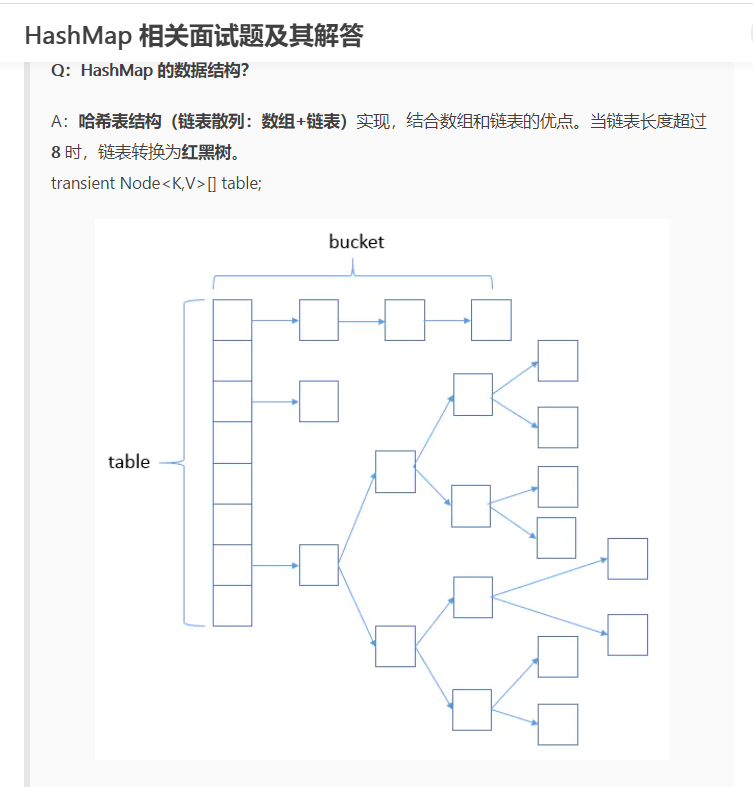 HashMap 相关面试题及其解答
Q：HashMap 的数据结构？
A：哈希表结构（链表散列：数组+链表）实现，结合数组和链表的优点。当链表长度超过
8 时，链表转换为红黑树。
transient Node<K,V>[] table;
bucket
table